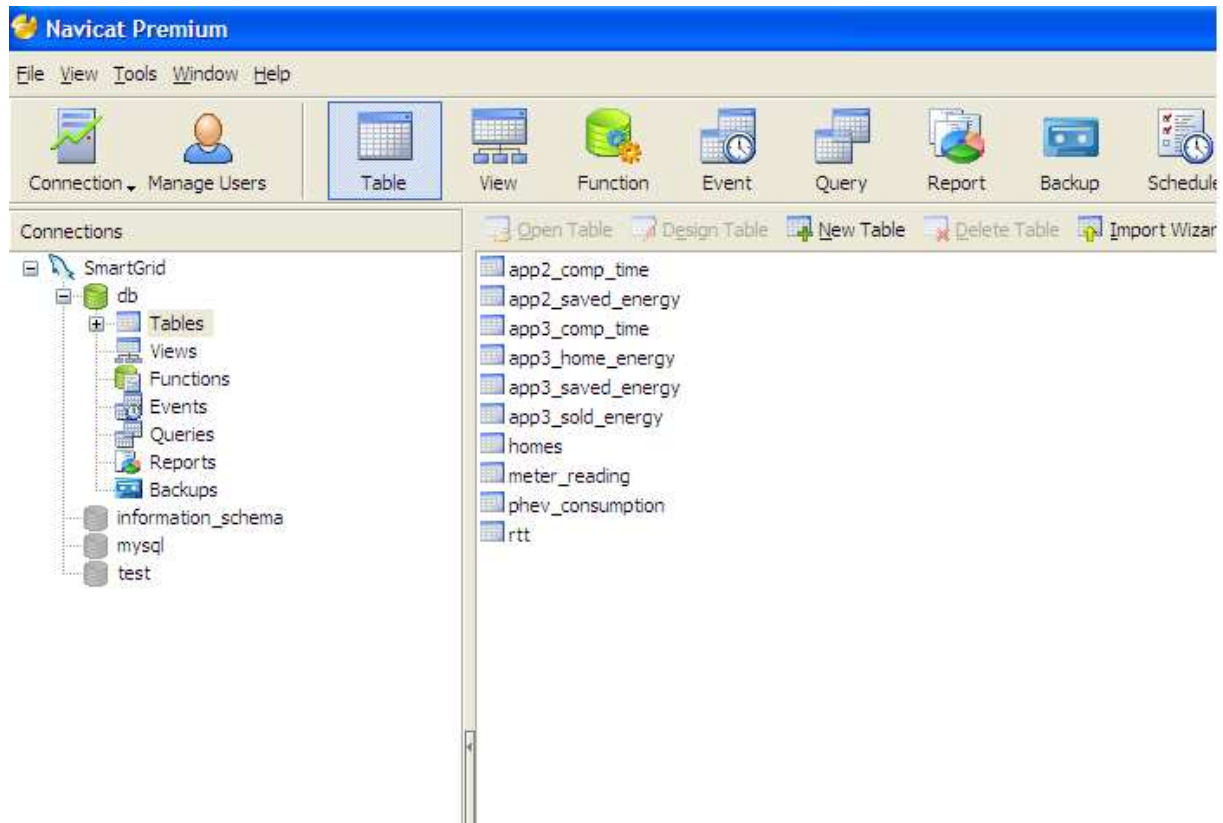 Navicat Premium
File View Tools Window Help
Connection Manage Users Table View Function Event Query Report Backup Schedule
Connections
Open Table Design Table New Table Delete Table Import Wizar
SmartGrid
db
Tables
Views
Functions
Events
Queries
Reports
Backups
information_schema
mysql
test
app2_comp_time
app2_saved_energy
app3_comp_time
app3_home_energy
app3_saved_energy
app3_sold_energy
homes
meter_reading
phev_consumption
rtt